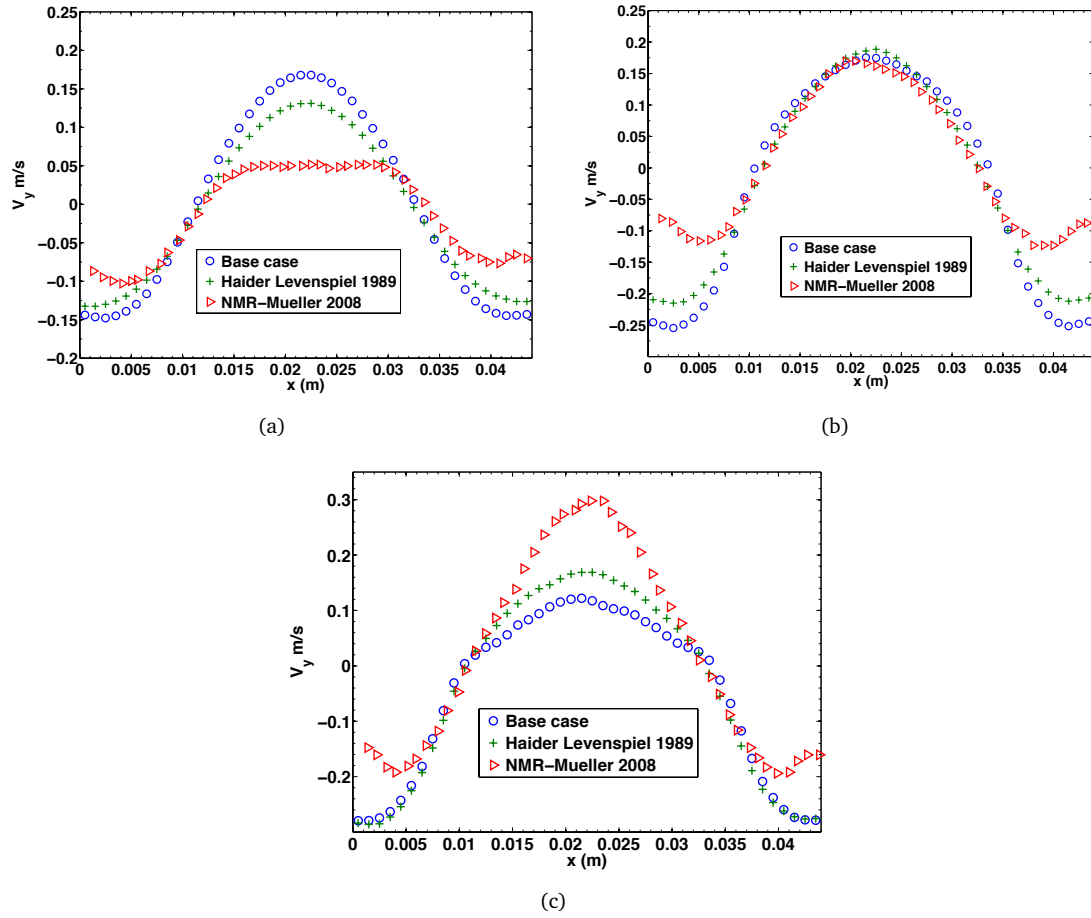 0.25
0.2
0.15
0.1
0.05
0
−0.05
−0.1
−0.15
−0.2
V_y m/s
Base case
Haider Levenspiel 1989
NMR−Mueller 2008
0 0.005 0.01 0.015 0.02 0.025 0.03 0.035 0.04
x (m)
(a)
0.25
0.2
0.15
0.25
0.15
0
−0.05
−0.1
−0.15
−0.2
−0.25
V_y m/s
Base case
Haider Levenspiel 1989
NMR−Mueller 2008
0 0.005 0.01 0.015 0.02 0.025 0.03 0.035 0.04
x (m)
(b)
0.3
0.2
0.1
0
−0.1
−0.2
V_y m/s
Base case
Haider Levenspiel 1989
NMR−Mueller 2008
0 0.005 0.01 0.015 0.02 0.025 0.03 0.035 0.04
x (m)
(c)